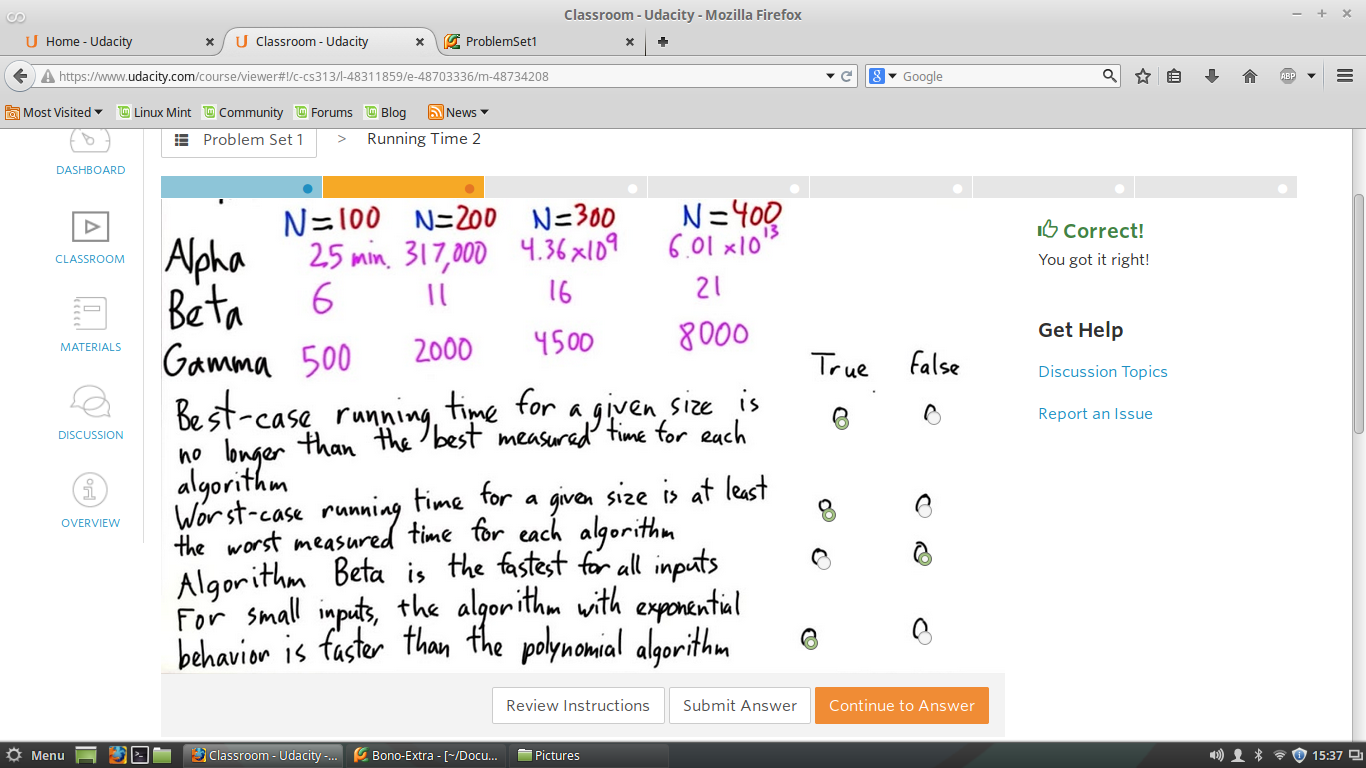 Classroom - Udacity - Mozilla Firefox
Home - Udacity
Classroom - Udacity
ProblemSet1
https://www.udacity.com/course/viewer#!/c-cs313/l-48311859/e-48703336/m-48734208
Google
ABP
Most Visited
Linux Mint
Community
Forums
Blog
News
Problem Set 1 > Running Time 2
DASHBOARD
CLASSROOM
MATERIALS
DISCUSSION
OVERVIEW
N=100 N=200 N=300 N=400
Alpha 25 min. 317,000 4.36x10^9 6.01x10^13
Beta 6 11 16 21
Gamma 500 2000 4500 8000
True False
Best-case running time for a given size is
no longer than the best measured time for each
algorithm
Worst-case running time for a given size is at least
the worst measured time for each algorithm
Algorithm Beta is the fastest for all inputs
For small inputs, the algorithm with exponential
behavior is faster than the polynomial algorithm
Correct!
You got it right!
Get Help
Discussion Topics
Report an Issue
Review Instructions
Submit Answer
Continue to Answer
Menu
Classroom - Udacity -...
Bono-Extra - [~/Docu...
Pictures
15:37